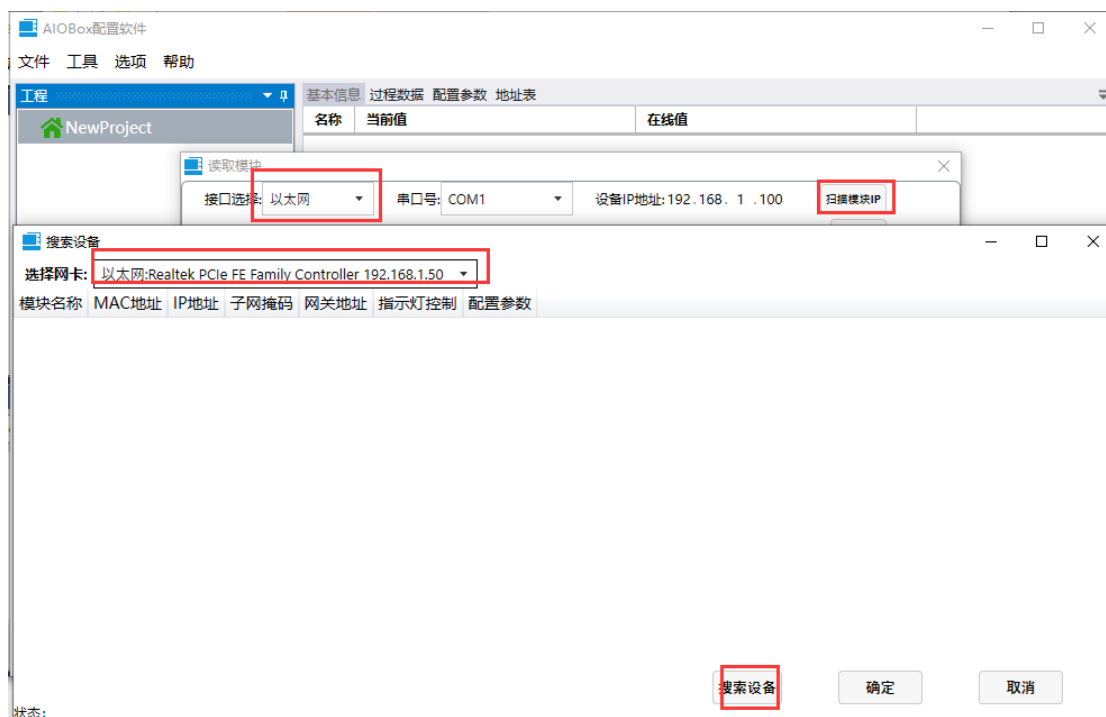 AIOBox配置软件
文件 工具 选项 帮助
工程 基本信息 过程数据 配置参数 地址表
NewProject 名称 当前值 在线值
读取模块
接口选择: 以太网 串口号: COM1 设备IP地址: 192.168. 1 .100 扫描模块IP
搜索设备
选择网卡: 以太网:Realtek PCIe FE Family Controller 192.168.1.50
模块名称 MAC地址 IP地址 子网掩码 网关地址 指示灯控制 配置参数
搜索设备 确定 取消
状态: